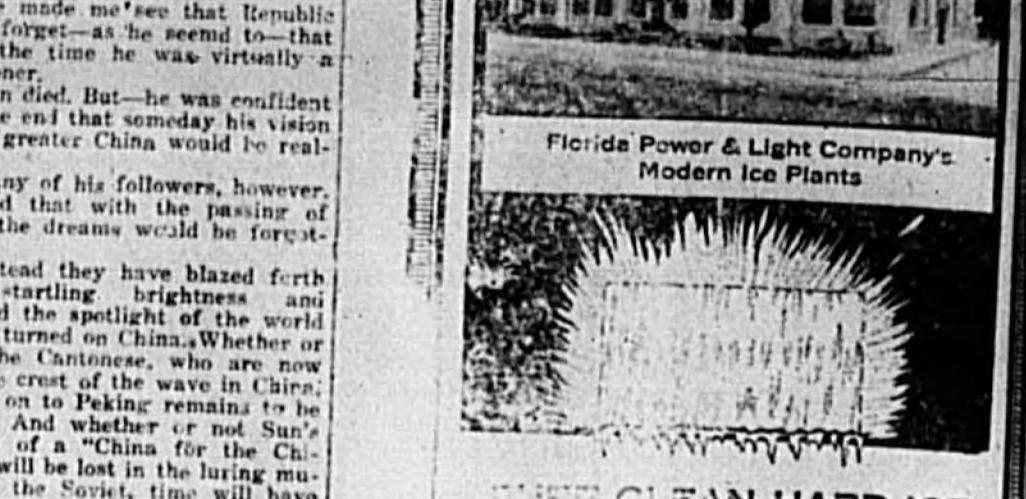 made me see that Republic
forget—as he seemd to—that
the time he was virtually a
oner.
n died. But—he was confident
e end that someday his vision
greater China would be real-
ny of his followers, however,
d that with the passing of
the dreams would be forgot-
tead they have blazed forth
startling brightness and
d the spotlight of the world
turned on China. Whether or
he Cantonese, who are now
crest of the wave in China,
on to Peking remains to be
And whether or not Sun's
of a "China for the Chi-
will be lost in the luring mu-
the Soviet, time will have
Florida Power & Light Company's
Modern Ice Plants
CLEAN HARD